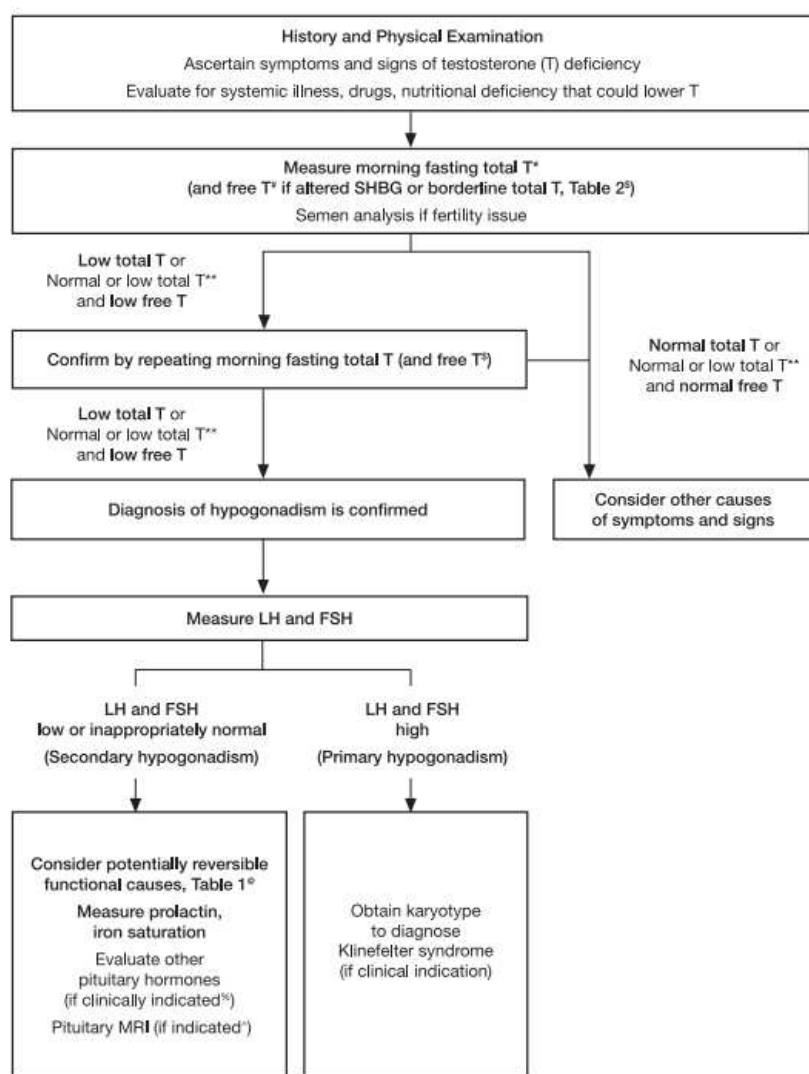 History and Physical Examination
Ascertain symptoms and signs of testosterone (T) deficiency
Evaluate for systemic illness, drugs, nutritional deficiency that could lower T
Measure morning fasting total T*
(and free T# if altered SHBG or borderline total T, Table 2$)
Semen analysis if fertility issue
Low total T or
Normal or low total T**
and low free T
Normal total T or
Normal or low total T**
and normal free T
Confirm by repeating morning fasting total T (and free T$)
Low total T or
Normal or low total T**
and low free T
Diagnosis of hypogonadism is confirmed
Consider other causes
of symptoms and signs
Measure LH and FSH
LH and FSH
low or inappropriately normal
(Secondary hypogonadism)
LH and FSH
high
(Primary hypogonadism)
Consider potentially reversible
functional causes, Table 1@
Measure prolactin,
iron saturation
Evaluate other
pituitary hormones
(if clinically indicated%)
Pituitary MRI (if indicated^)
Obtain karyotype
to diagnose
Klinefelter syndrome
(if clinical indication)